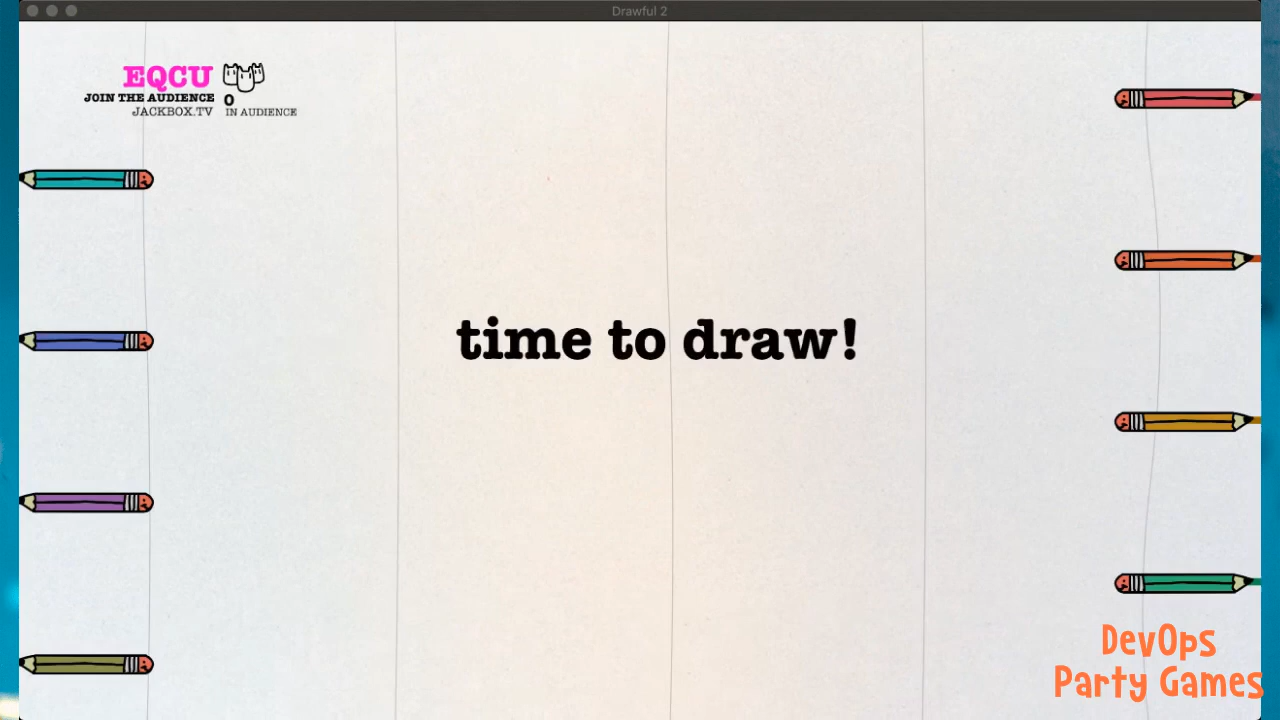 Drawful 2
EQCU
JOIN THE AUDIENCE
JACKBOX.TV
0
IN AUDIENCE
time to draw!
DevOps
Party Games